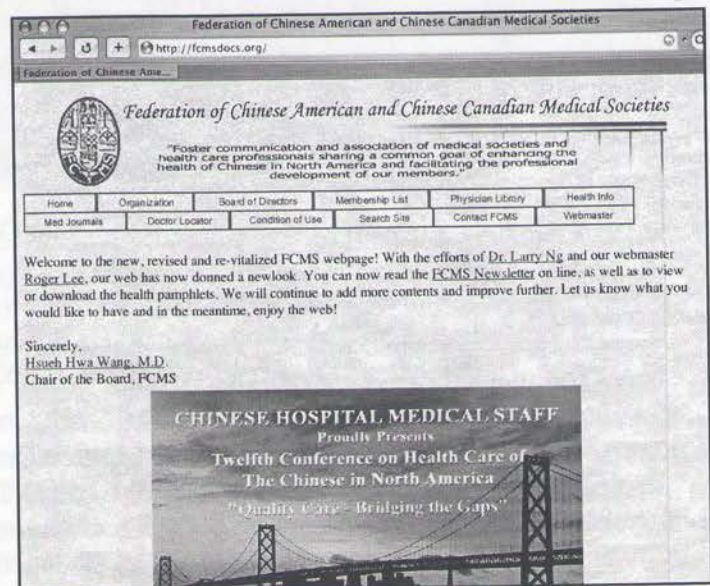 Federation of Chinese American and Chinese Canadian Medical Societies
http://fcmsdocs.org/
Federation of Chinese Ame...
Federation of Chinese American and Chinese Canadian Medical Societies
"Foster communication and association of medical societies and
health care professionals sharing a common goal of enhancing the
health of Chinese in North America and facilitating the professional
development of our members."
Home Organization Board of Directors Membership List Physician Library Health Info
Med Journals Doctor Locator Condition of Use Search Site Contact FCMS Webmaster
Welcome to the new, revised and re-vitalized FCMS webpage! With the efforts of Dr. Larry Ng and our webmaster
Roger Lee, our web has now donned a newlook. You can now read the FCMS Newsletter on line, as well as to view
or download the health pamphlets. We will continue to add more contents and improve further. Let us know what you
would like to have and in the meantime, enjoy the web!
Sincerely,
Hsueh Hwa Wang, M.D.
Chair of the Board, FCMS
CHINESE HOSPITAL MEDICAL STAFF
Proudly Presents
Twelfth Conference on Health Care of
The Chinese in North America
"Quality Care - Bridging the Gaps"